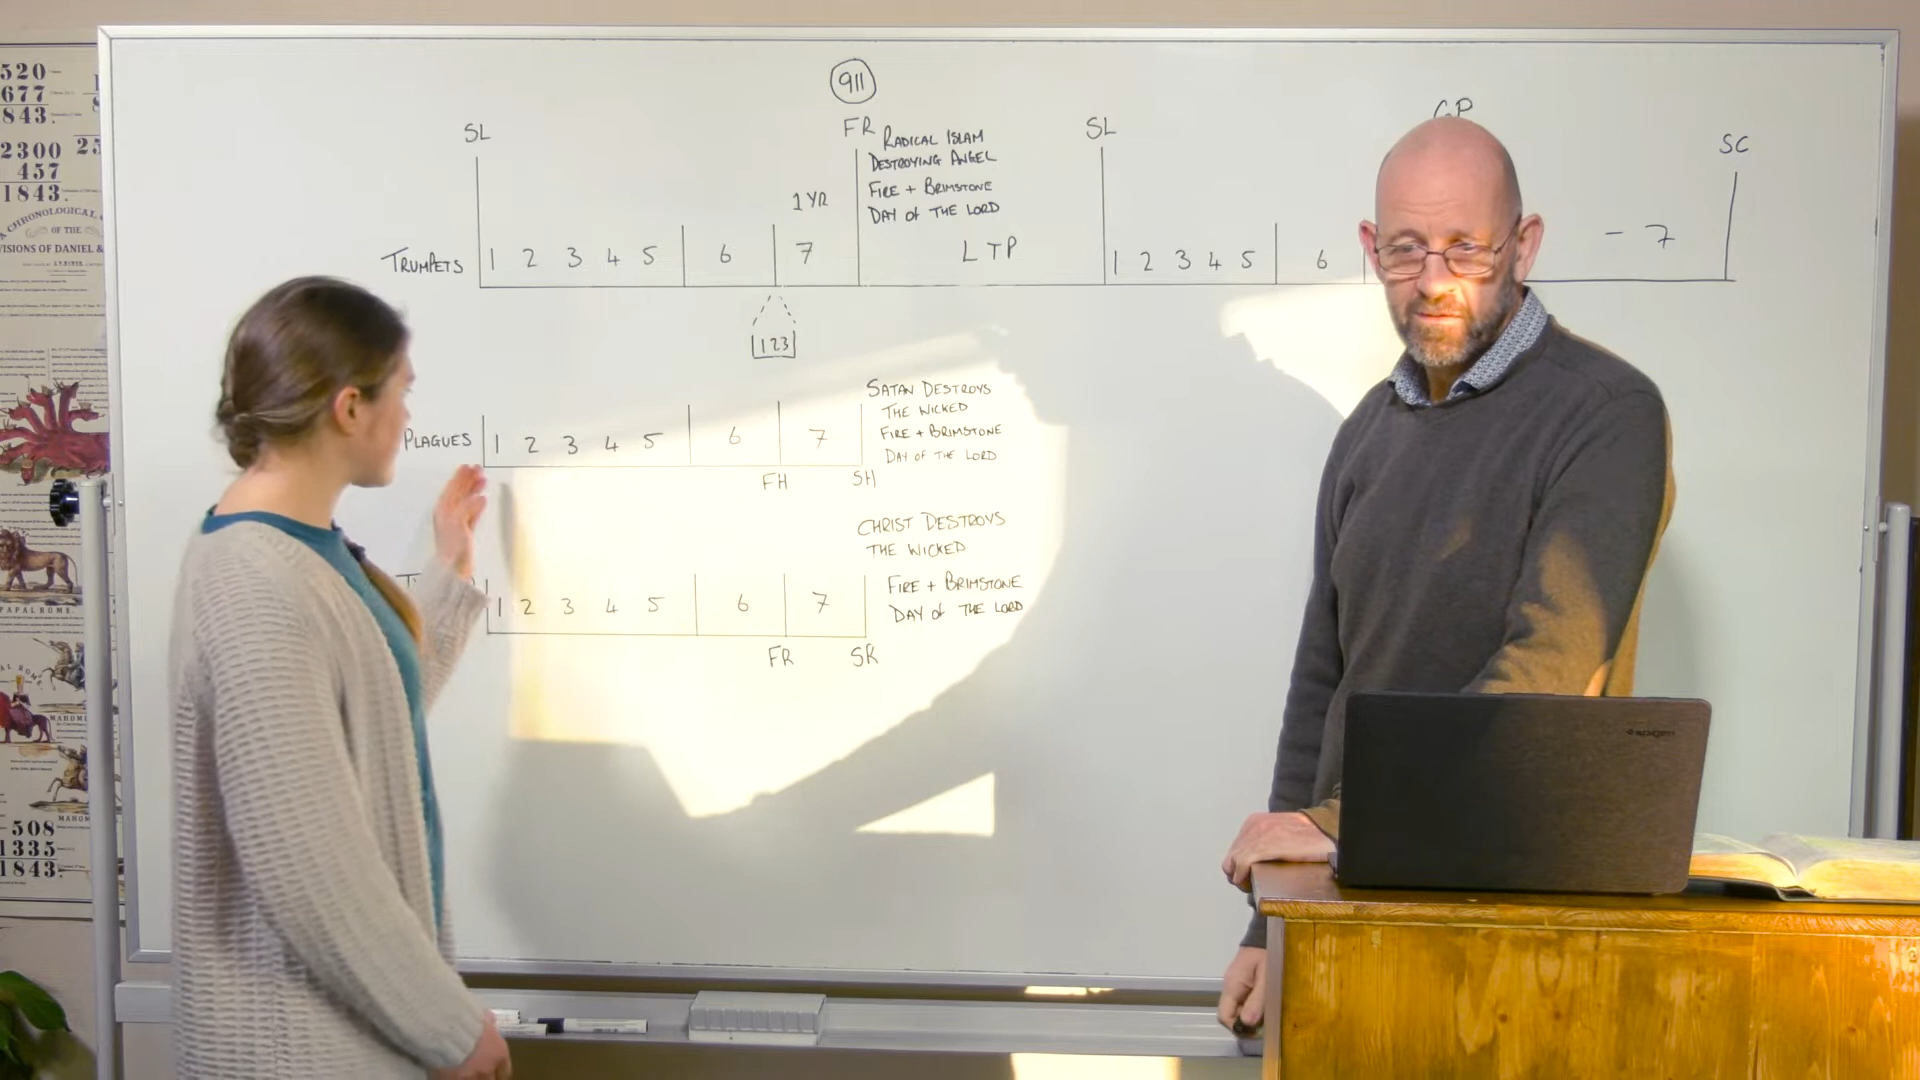 520
677
1843.
2300
457
1843.
A CHRONOLOGICAL
OF THE
VISIONS OF DANIEL &
PAPAL ROME.
MAHOM
508
1335
1843.
911
SL
FR
RADICAL ISLAM
DESTROYING ANGEL
FIRE + BRIMSTONE
DAY of THE LORD
1 YR
SL
SC
TRUMPETS 1 2 3 4 5 6 7 LTP 1 2 3 4 5 6 - 7
123
SATAN DESTROYS
THE WICKED
FIRE + BRIMSTONE
DAY OF THE LORD
PLAGUES 1 2 3 4 5 6 7
FH SH
CHRIST DESTROYS
THE WICKED
FIRE + BRIMSTONE
DAY of THE LORD
1 2 3 4 5 6 7
FR SR
spigen